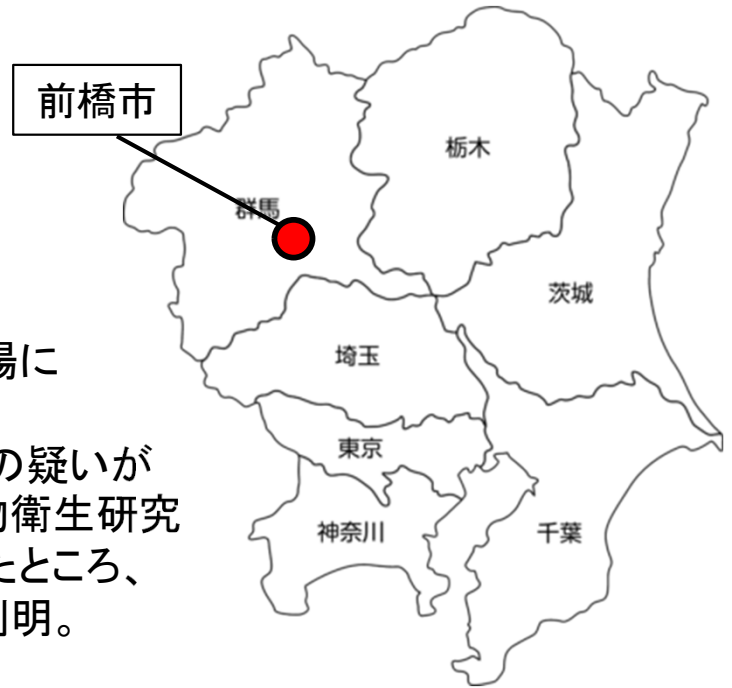 前橋市
栃木
群馬
茨城
埼玉
東京
神奈川
千葉
場に
の疑いが
衛生研究
たところ、
判明。